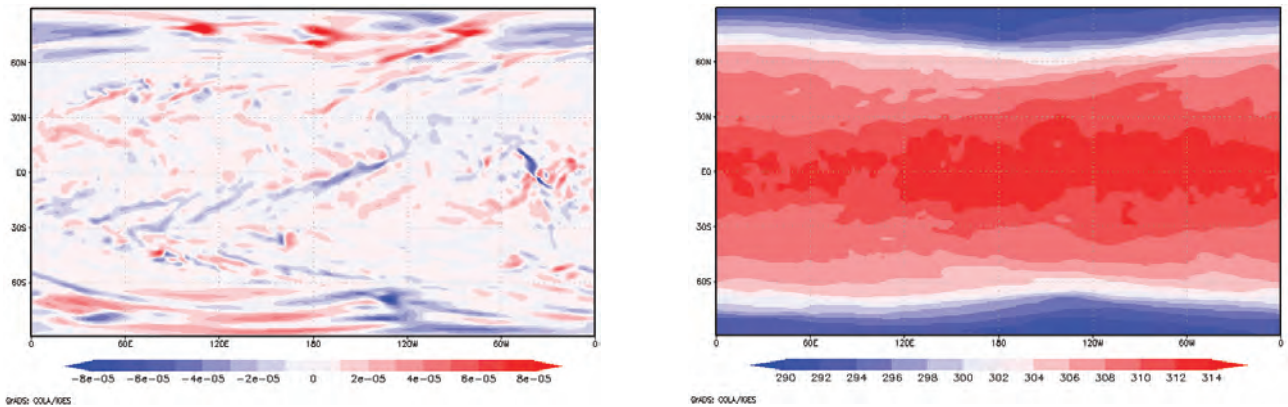 60N
30N
EQ
30S
60S
0 60E 120E 180 120W 60W 0
-8e-05 -6e-05 -4e-05 -2e-05 0 2e-05 4e-05 6e-05 8e-05
GrADS: COLA/IGES
60N
30N
EQ
30S
60S
0 60E 120E 180 120W 60W 0
290 292 294 296 298 300 302 304 306 308 310 312 314
GrADS: COLA/IGES